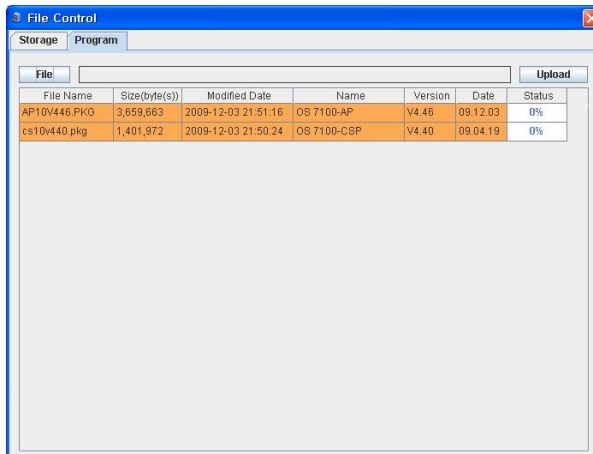 File Control
Storage Program
File Upload
File Name Size(byte(s)) Modified Date Name Version Date Status
AP10V446.PKG 3,659,663 2009-12-03 21:51:16 OS 7100-AP V4.46 09.12.03 0%
cs10v440.pkg 1,401,972 2009-12-03 21:50:24 OS 7100-CSP V4.40 09.04.19 0%